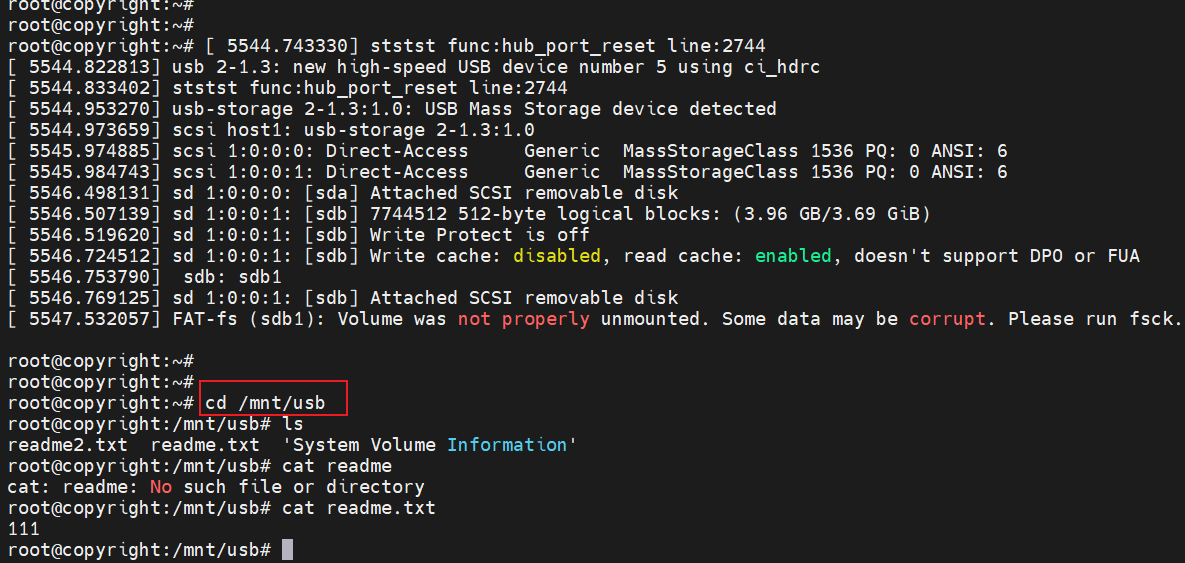 root@copyright:~#
root@copyright:~#
root@copyright:~# [ 5544.743330] ststst func:hub_port_reset line:2744
[ 5544.822813] usb 2-1.3: new high-speed USB device number 5 using ci_hdrc
[ 5544.833402] ststst func:hub_port_reset line:2744
[ 5544.953270] usb-storage 2-1.3:1.0: USB Mass Storage device detected
[ 5544.973659] scsi host1: usb-storage 2-1.3:1.0
[ 5545.974885] scsi 1:0:0:0: Direct-Access     Generic  MassStorageClass 1536 PQ: 0 ANSI: 6
[ 5545.984743] scsi 1:0:0:1: Direct-Access     Generic  MassStorageClass 1536 PQ: 0 ANSI: 6
[ 5546.498131] sd 1:0:0:0: [sda] Attached SCSI removable disk
[ 5546.507139] sd 1:0:0:1: [sdb] 7744512 512-byte logical blocks: (3.96 GB/3.69 GiB)
[ 5546.519620] sd 1:0:0:1: [sdb] Write Protect is off
[ 5546.724512] sd 1:0:0:1: [sdb] Write cache: disabled, read cache: enabled, doesn't support DPO or FUA
[ 5546.753790]  sdb: sdb1
[ 5546.769125] sd 1:0:0:1: [sdb] Attached SCSI removable disk
[ 5547.532057] FAT-fs (sdb1): Volume was not properly unmounted. Some data may be corrupt. Please run fsck.
root@copyright:~#
root@copyright:~#
root@copyright:~# cd /mnt/usb
root@copyright:/mnt/usb# ls
readme2.txt  readme.txt  'System Volume Information'
root@copyright:/mnt/usb# cat readme
cat: readme: No such file or directory
root@copyright:/mnt/usb# cat readme.txt
111
root@copyright:/mnt/usb#